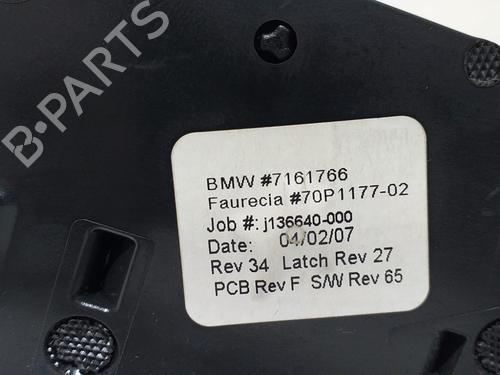 B-PARTS
BMW #7161766
Faurecia #70P1177-02
Job #: j136640-000
Date: 04/02/07
Rev 34 Latch Rev 27
PCB Rev F S/W Rev 65